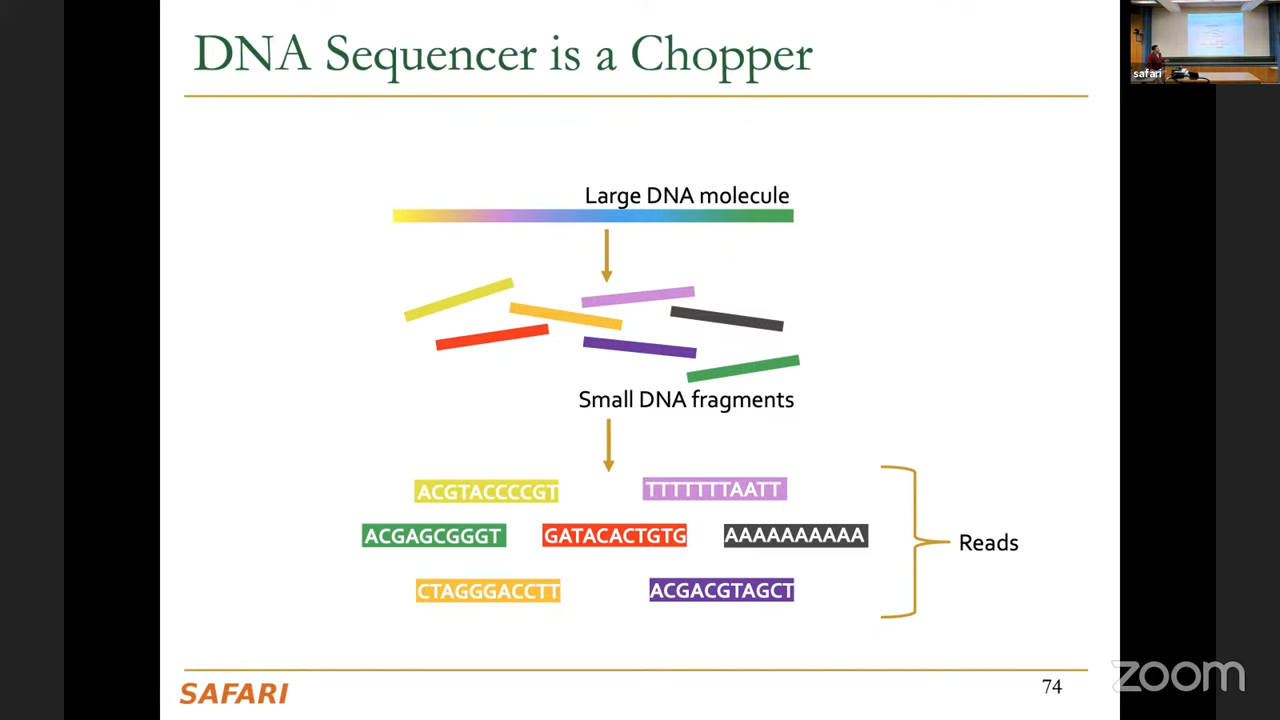 DNA Sequencer is a Chopper
safari
Large DNA molecule
Small DNA fragments
ACGTACCCCGT
TTTTTTTAATT
ACGAGCGGGT
GATACACTGTG
AAAAAAAAAA
Reads
CTAGGGACCTT
ACGACGTAGCT
SAFARI
74
zoom